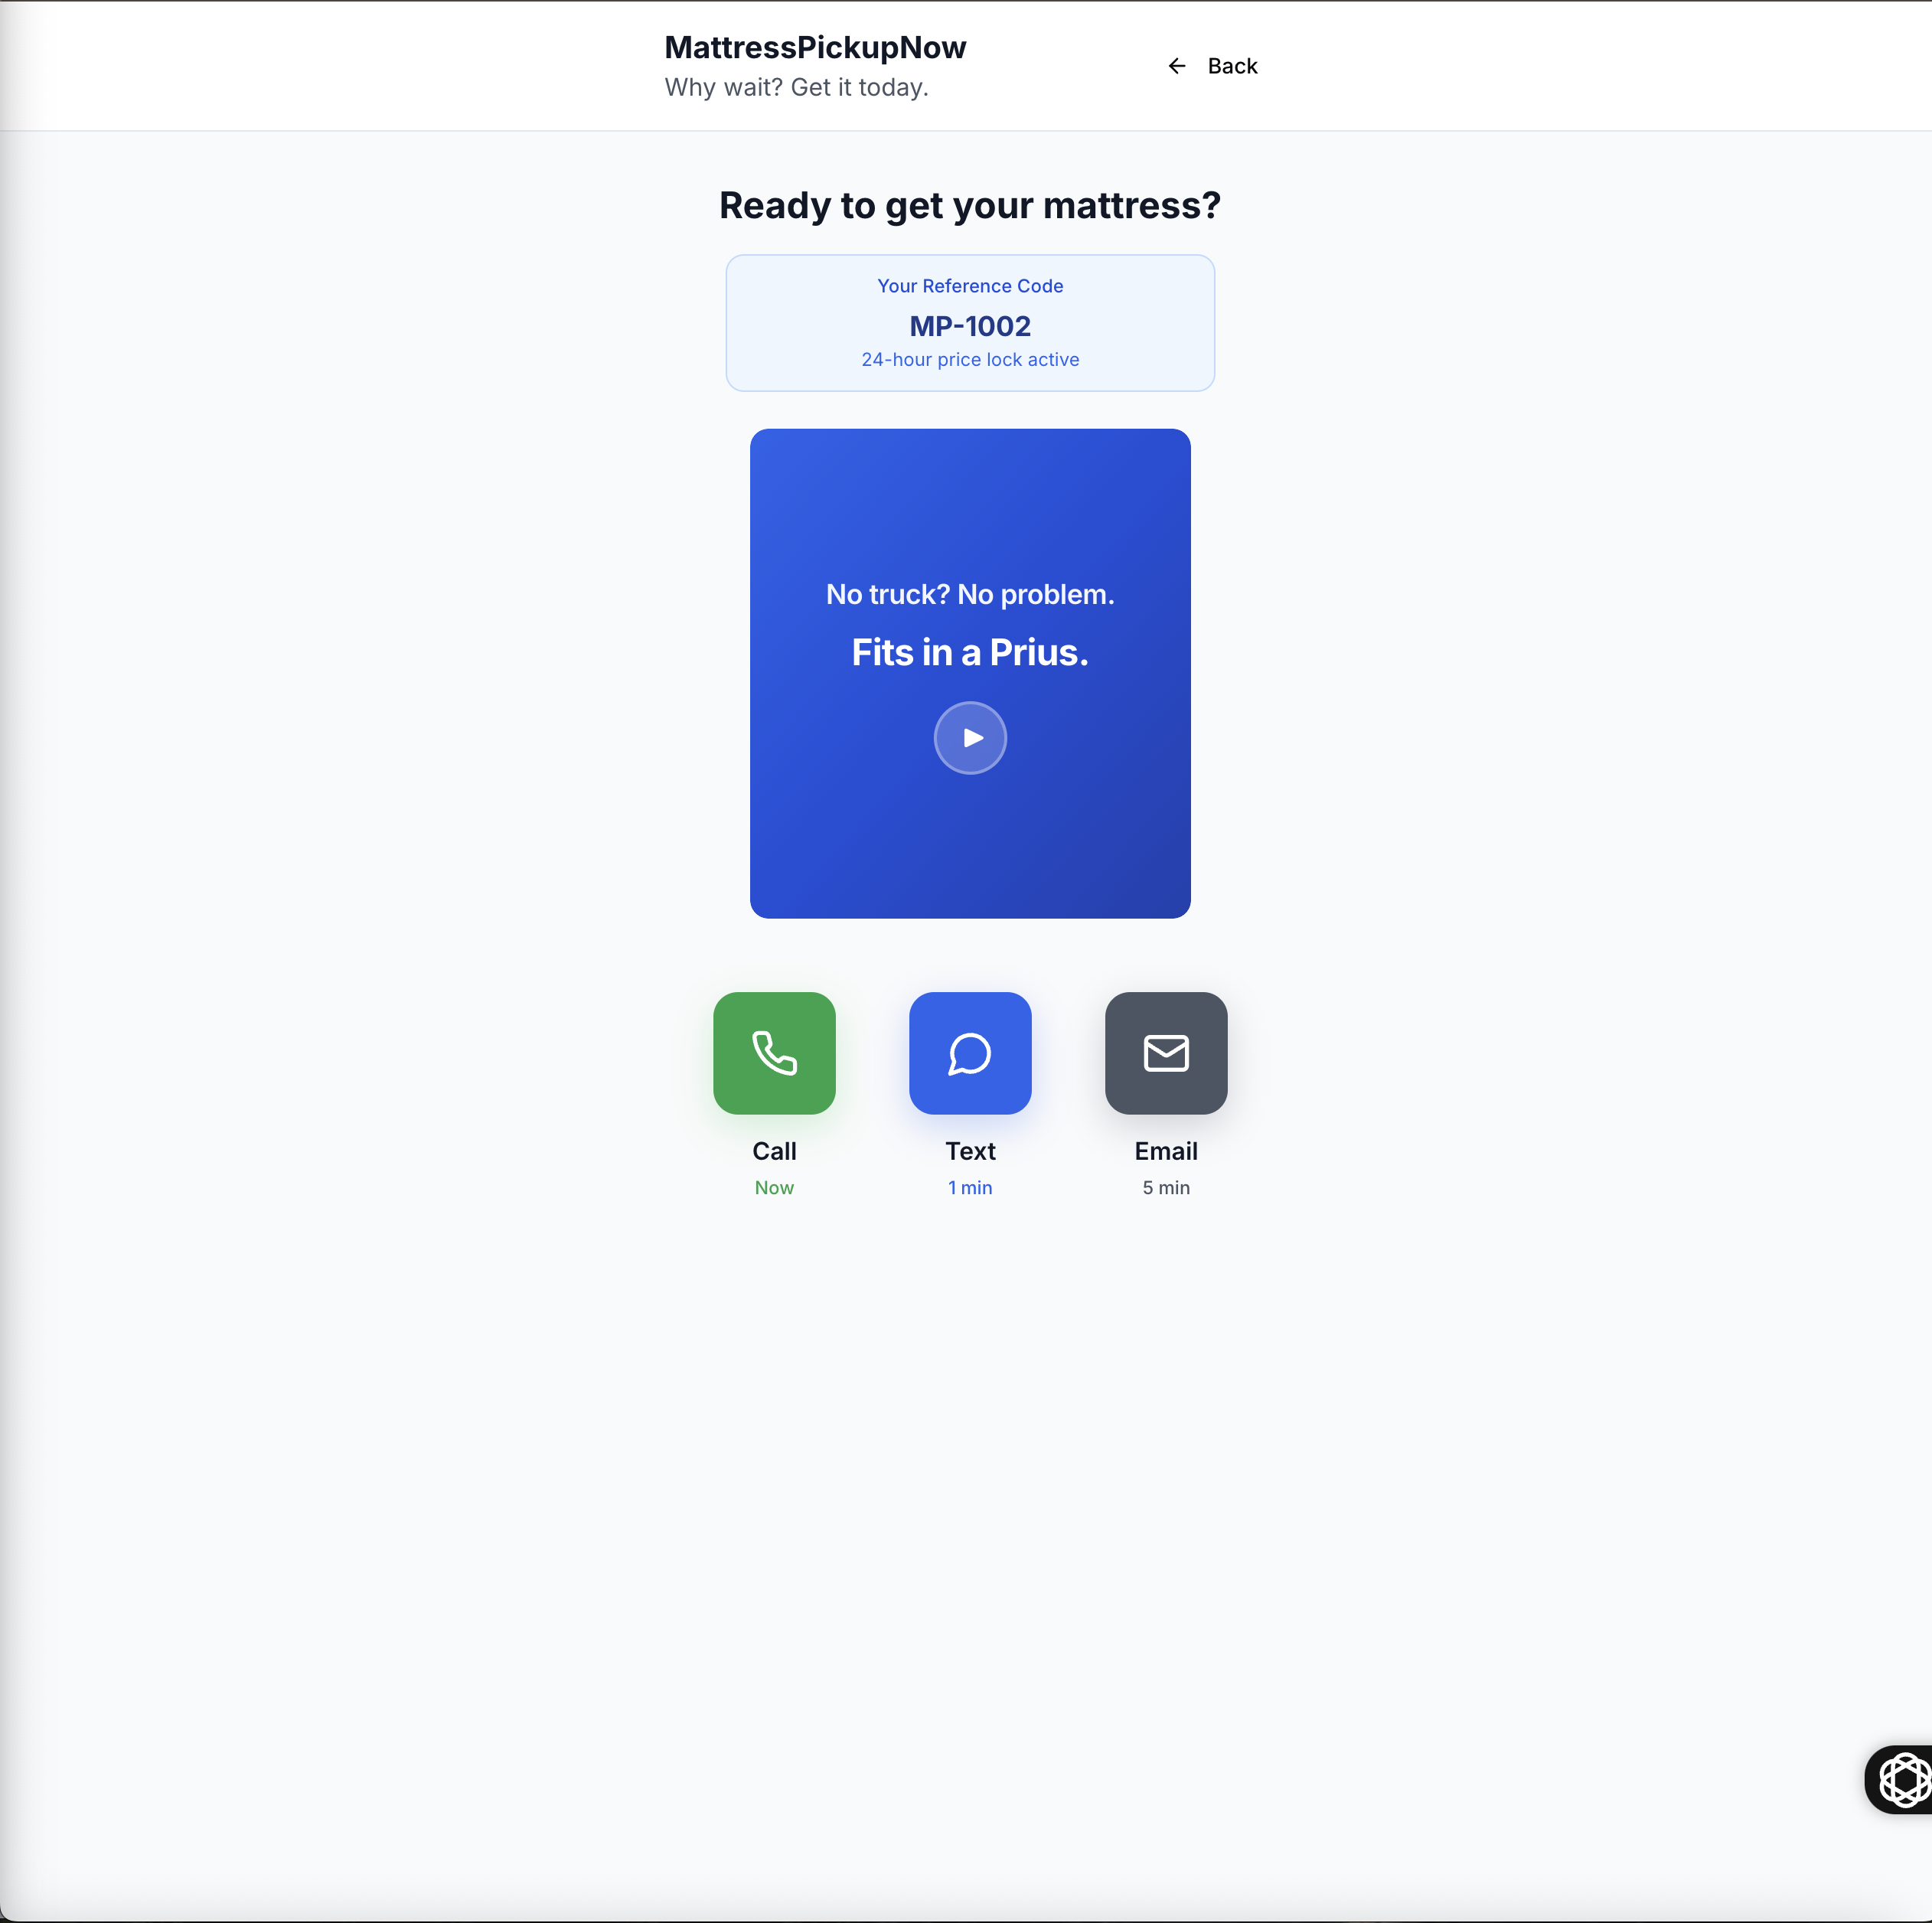 MattressPickupNow
Why wait? Get it today.
Back
Ready to get your mattress?
Your Reference Code
MP-1002
24-hour price lock active
No truck? No problem.
Fits in a Prius.
Call
Text
Email
Now
1 min
5 min